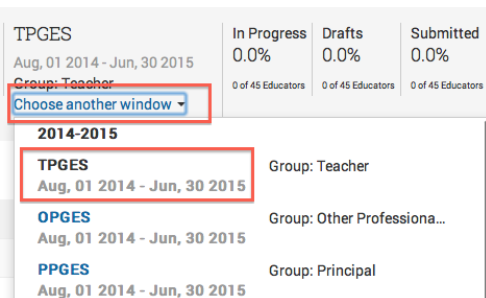 TPGES
Aug, 01 2014 - Jun, 30 2015
Group: Teacher
Choose another window
In Progress
0.0%
0 of 45 Educators
Drafts
0.0%
0 of 45 Educators
Submitted
0.0%
0 of 45 Educators
2014-2015
TPGES Group: Teacher
Aug, 01 2014 - Jun, 30 2015
OPGES Group: Other Professiona...
Aug, 01 2014 - Jun, 30 2015
PPGES Group: Principal
Aug, 01 2014 - Jun, 30 2015